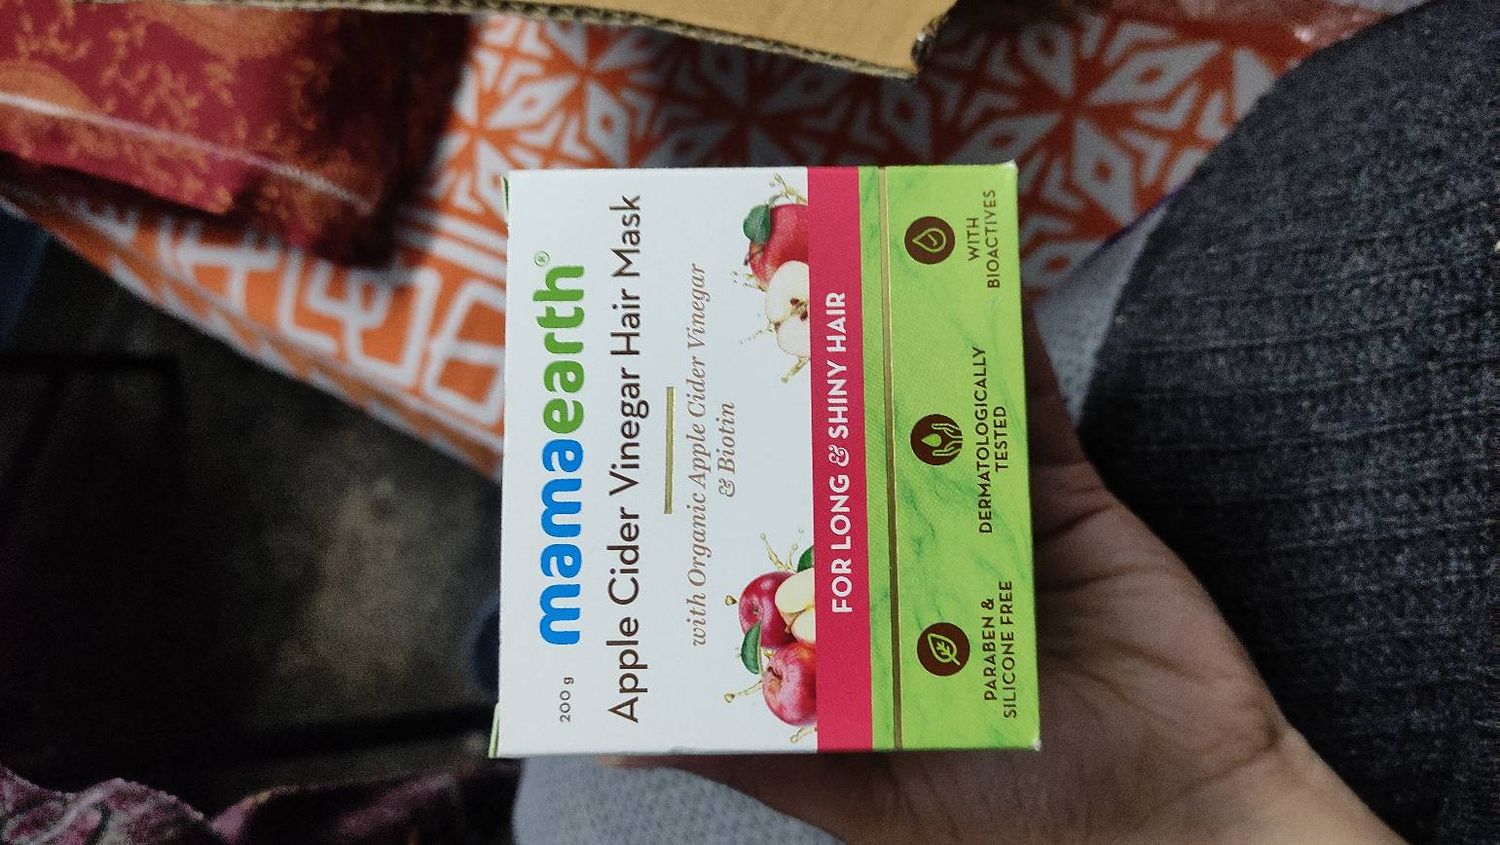 200 g
mamaearth®
Apple Cider Vinegar Hair Mask
with Organic Apple Cider Vinegar
& Biotin
FOR LONG & SHINY HAIR
PARABEN &
SILICONE FREE
DERMATOLOGICALLY
TESTED
WITH
BIOACTIVES